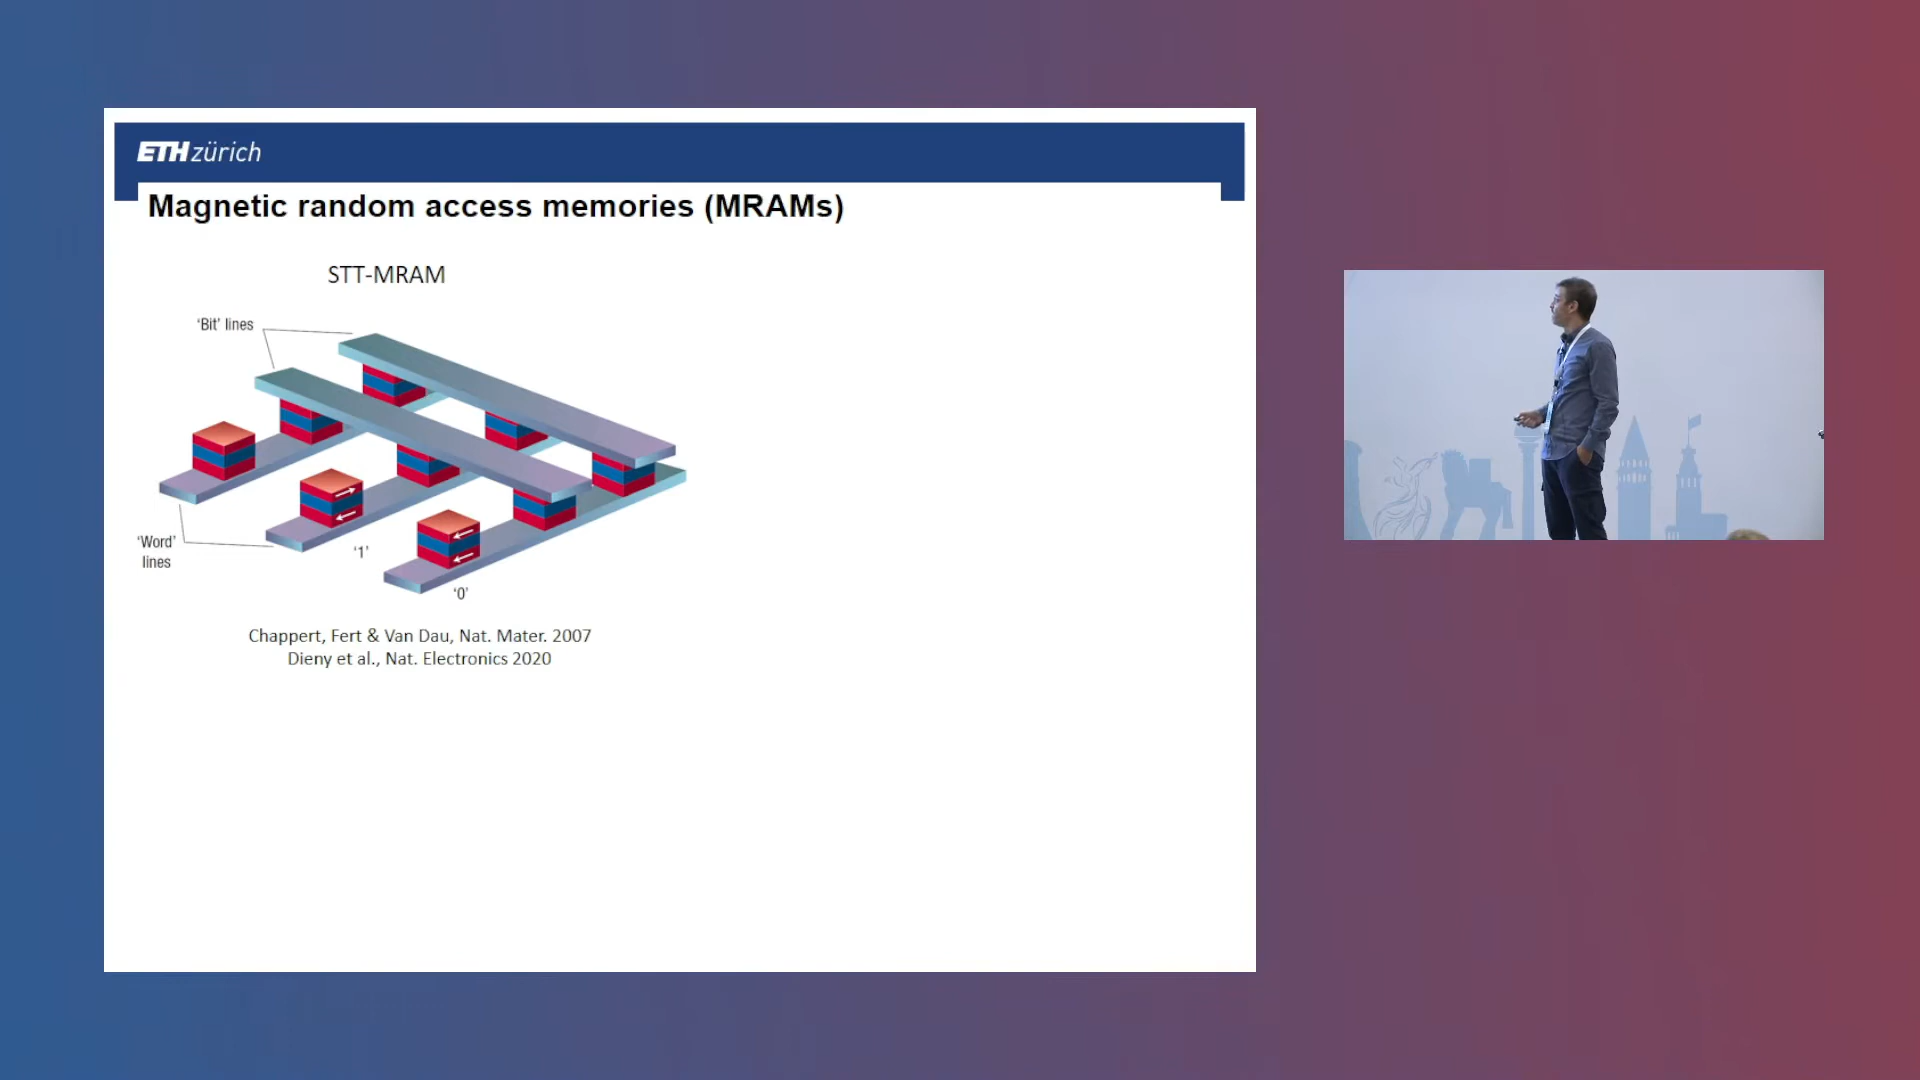 ETH zürich
Magnetic random access memories (MRAMs)
STT-MRAM
‘Bit’ lines
‘Word’
lines
‘1’
‘0’
Chappert, Fert & Van Dau, Nat. Mater. 2007
Dieny et al., Nat. Electronics 2020